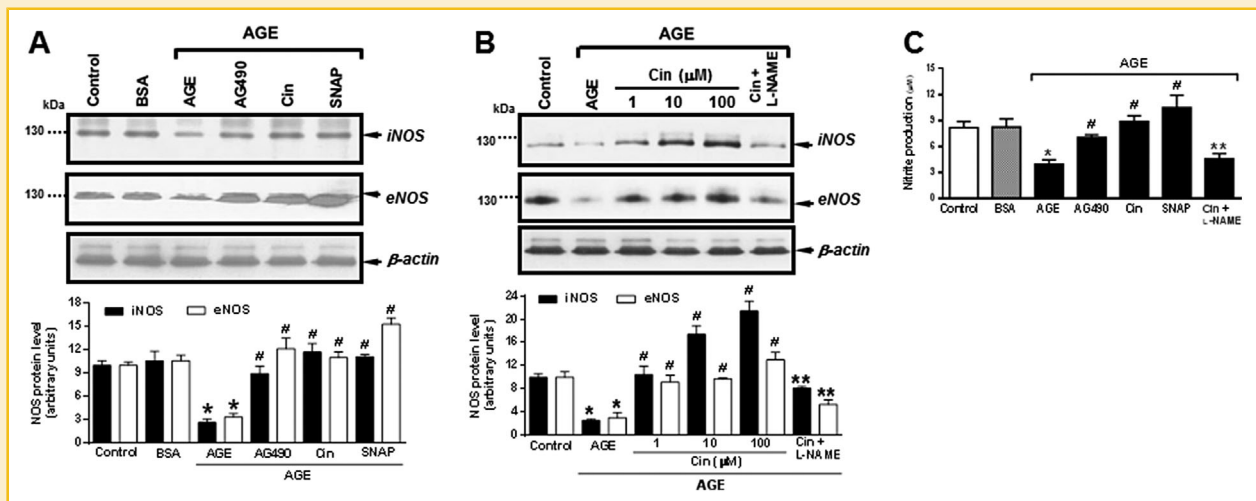 A
AGE
Control
BSA
AGE
AG490
Cin
SNAP
kDa
130
iNOS
130
eNOS
β-actin
iNOS
eNOS
NOS protein level
(arbitrary units)
18
15
12
9
6
3
0
* * # # # # # #
Control BSA AGE AG490 Cin SNAP
AGE
B
AGE
Control
AGE
Cin (μM)
1 10 100
Cin +
L-NAME
kDa
130
iNOS
130
eNOS
β-actin
iNOS
eNOS
NOS protein level
(arbitrary units)
24
20
16
12
8
4
0
* * # # # # # # ** **
Control AGE 1 10 100 Cin +
L-NAME
Cin (μM)
AGE
C
AGE
Nitrite production (μM)
15
12
9
6
3
0
* # # # **
Control BSA AGE AG490 Cin SNAP Cin +
L-NAME